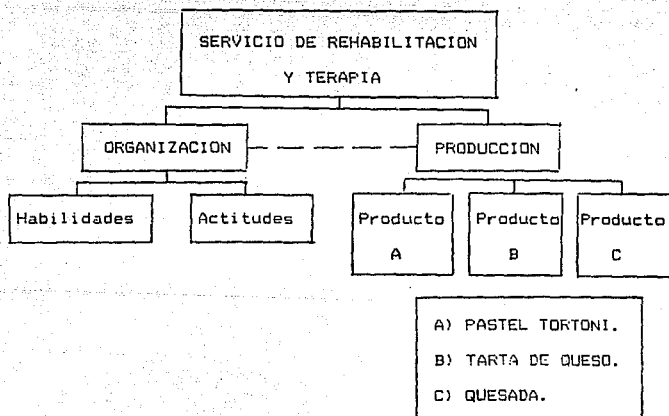 SERVICIO DE REHABILITACION
Y TERAPIA
ORGANIZACION
PRODUCCION
Habilidades
Actitudes
Producto
A
Producto
B
Producto
C
A) PASTEL TORTONI.
B) TARTA DE QUESO.
C) QUESADA.